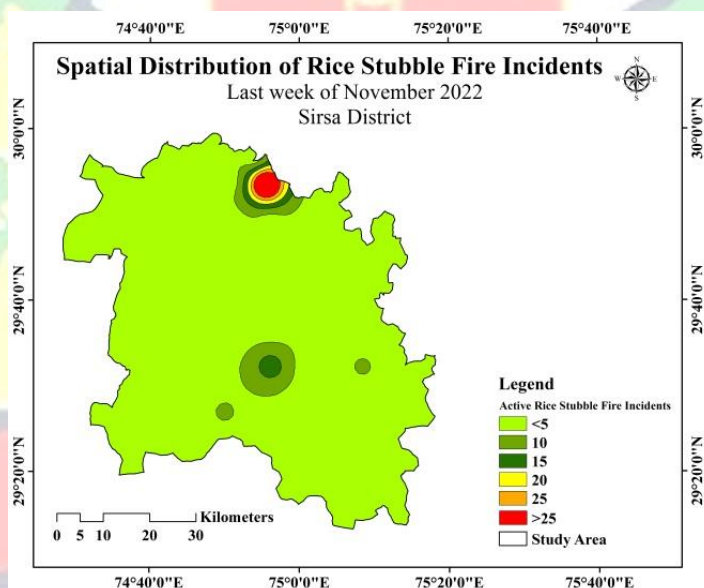 74°40'0"E 75°0'0"E 75°20'0"E 75°40'0"E
Spatial Distribution of Rice Stubble Fire Incidents
Last week of November 2022
Sirsa District
N
W E
S
30°0'0"N 30°0'0"N
29°40'0"N 29°40'0"N
29°20'0"N 29°20'0"N
Legend
Active Rice Stubble Fire Incidents
<5
10
15
20
25
>25
Study Area
Kilometers
0 5 10 20 30
74°40'0"E 75°0'0"E 75°20'0"E 75°40'0"E